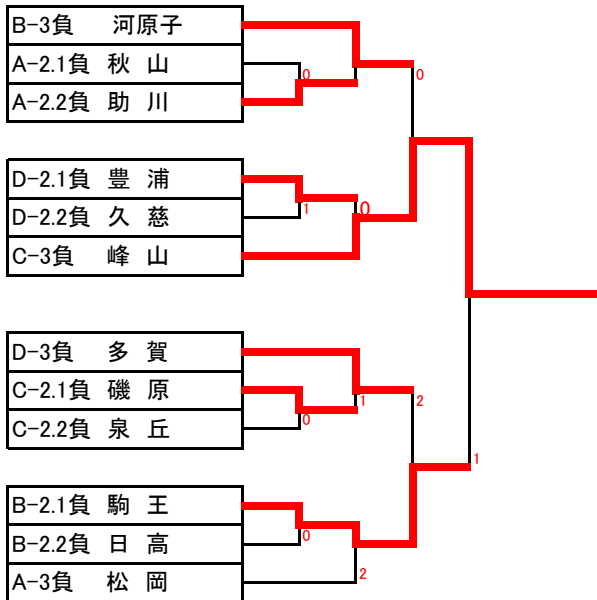 B-3負 河原子
A-2.1負 秋 山
0
0
A-2.2負 助 川
D-2.1負 豊 浦
D-2.2負 久 慈
1
0
C-3負 峰 山
D-3負 多 賀
C-2.1負 磯 原
1
2
C-2.2負 泉 丘
0
1
B-2.1負 駒 王
B-2.2負 日 高
0
A-3負 松 岡
2